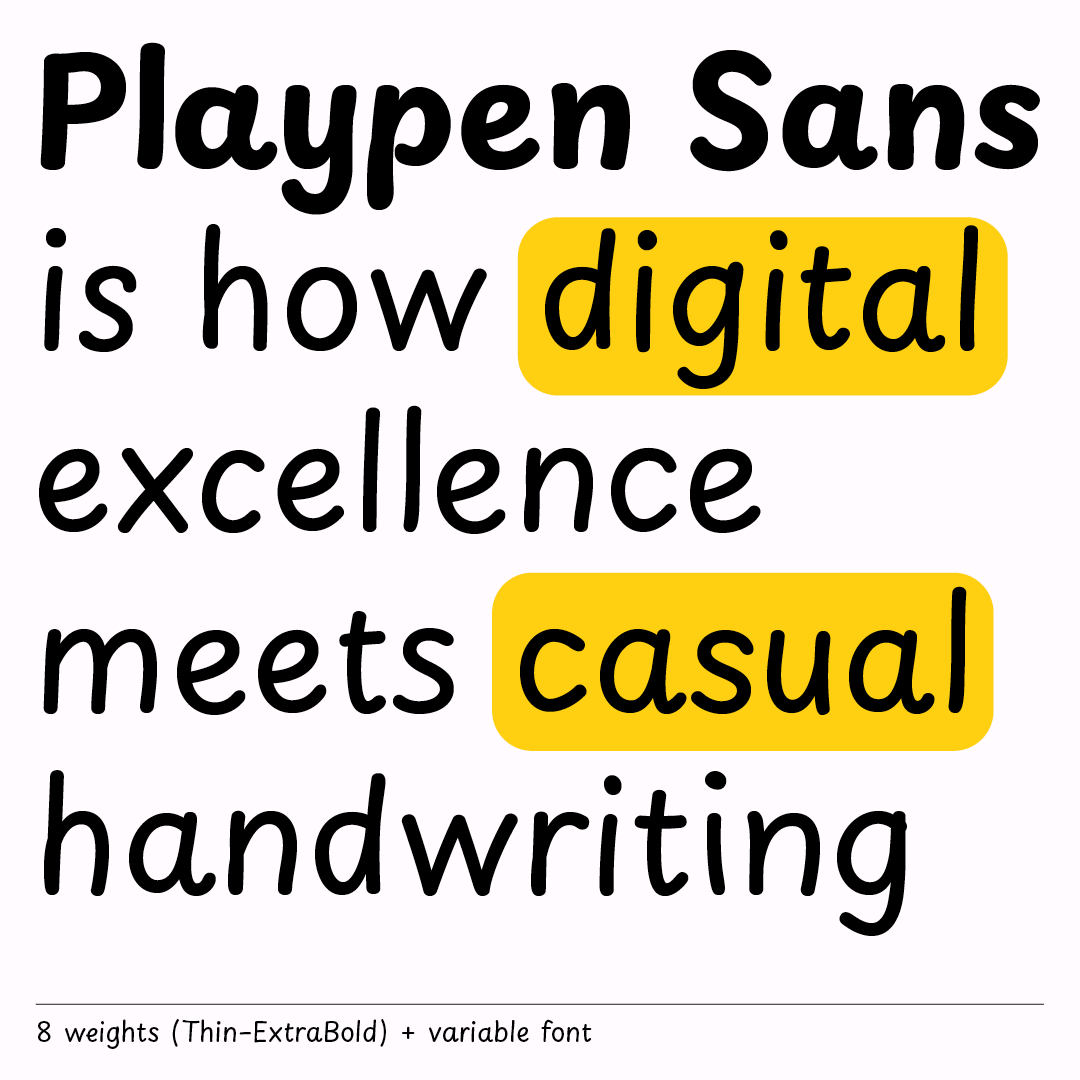 Playpen Sans
is how digital
excellence
meets casual
handwriting
8 weights (Thin-ExtraBold) + variable font